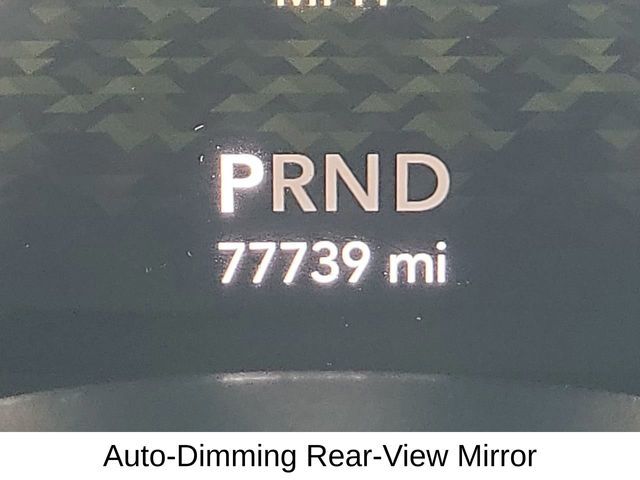 PRND
77739 mi
Auto-Dimming Rear-View Mirror